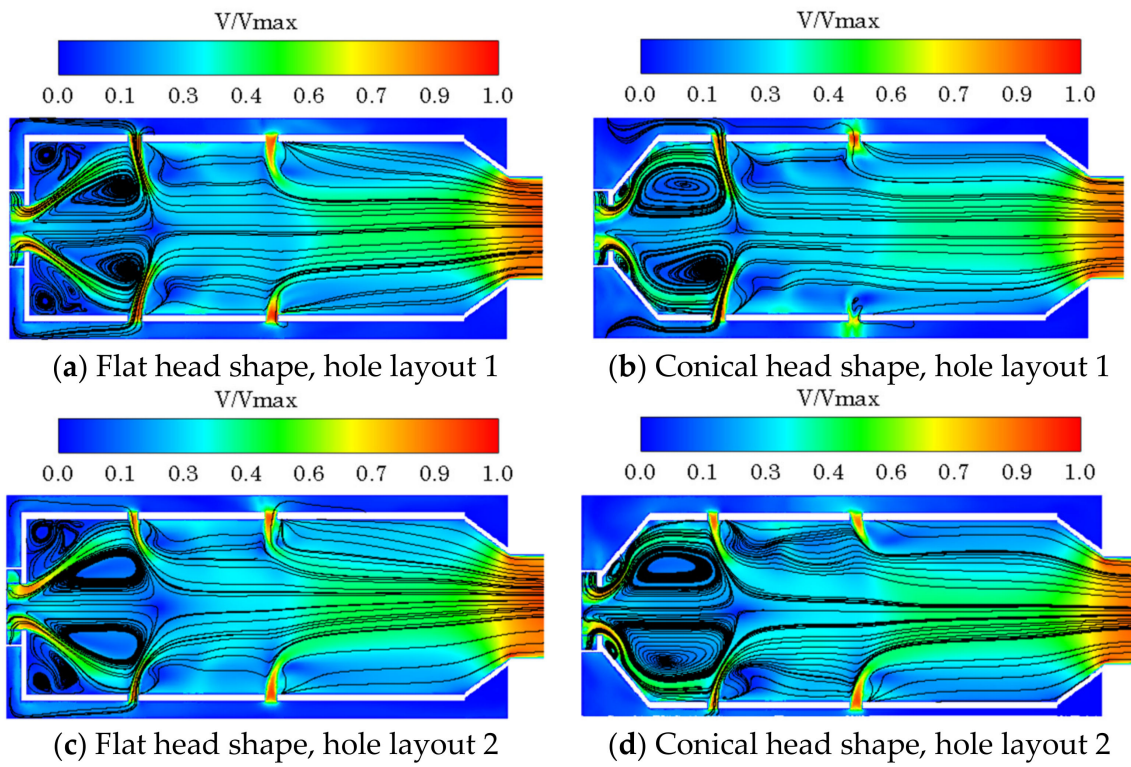 V/Vmax
0.0 0.1 0.3 0.4 0.6 0.7 0.9 1.0
V/Vmax
0.0 0.1 0.3 0.4 0.6 0.7 0.9 1.0
(a) Flat head shape, hole layout 1
(b) Conical head shape, hole layout 1
V/Vmax
0.0 0.1 0.3 0.4 0.6 0.7 0.9 1.0
V/Vmax
0.0 0.1 0.3 0.4 0.6 0.7 0.9 1.0
(c) Flat head shape, hole layout 2
(d) Conical head shape, hole layout 2